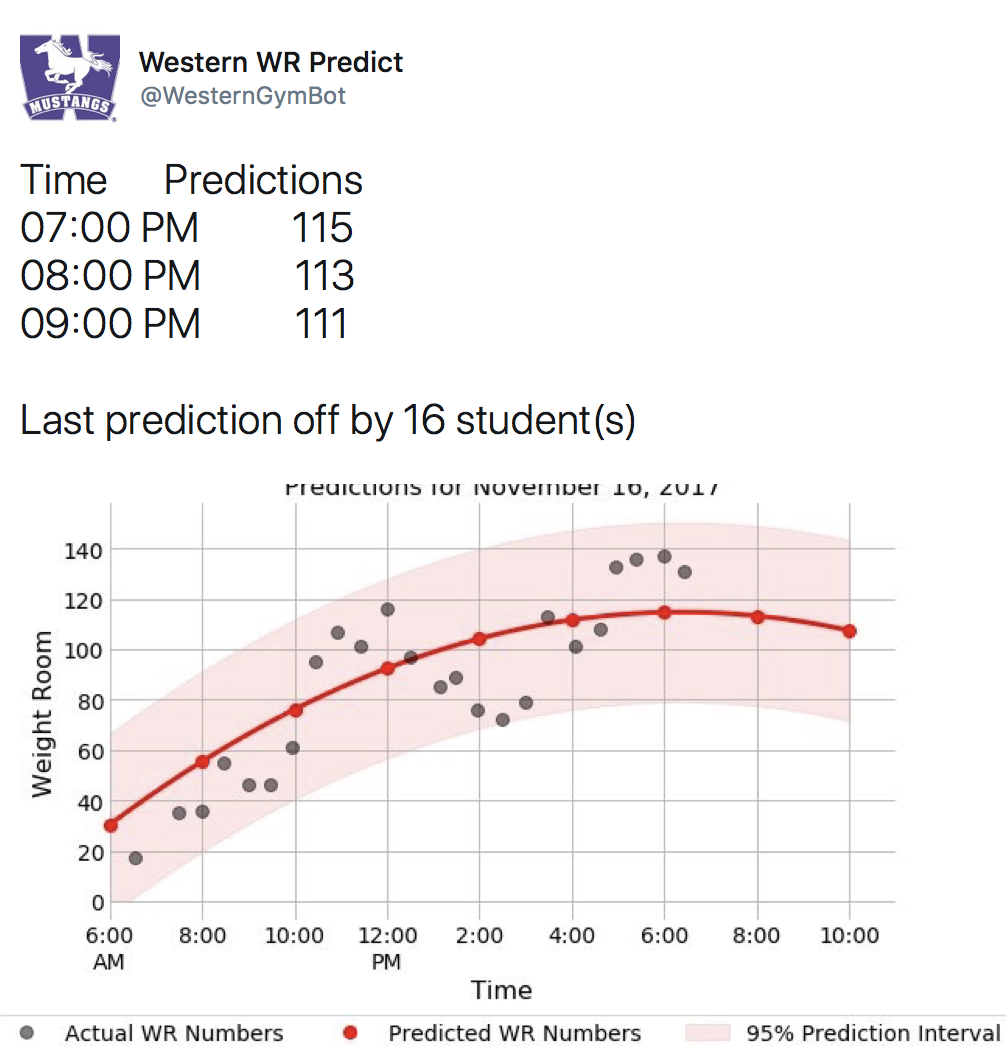 Western WR Predict
@WesternGymBot
MUSTANGS
Time Predictions
07:00 PM 115
08:00 PM 113
09:00 PM 111
Last prediction off by 16 student(s)
Predictions for November 16, 2017
140
120
100
80
60
40
20
0
Weight Room
6:00 8:00 10:00 12:00 2:00 4:00 6:00 8:00 10:00
AM PM
Time
Actual WR Numbers Predicted WR Numbers 95% Prediction Interval